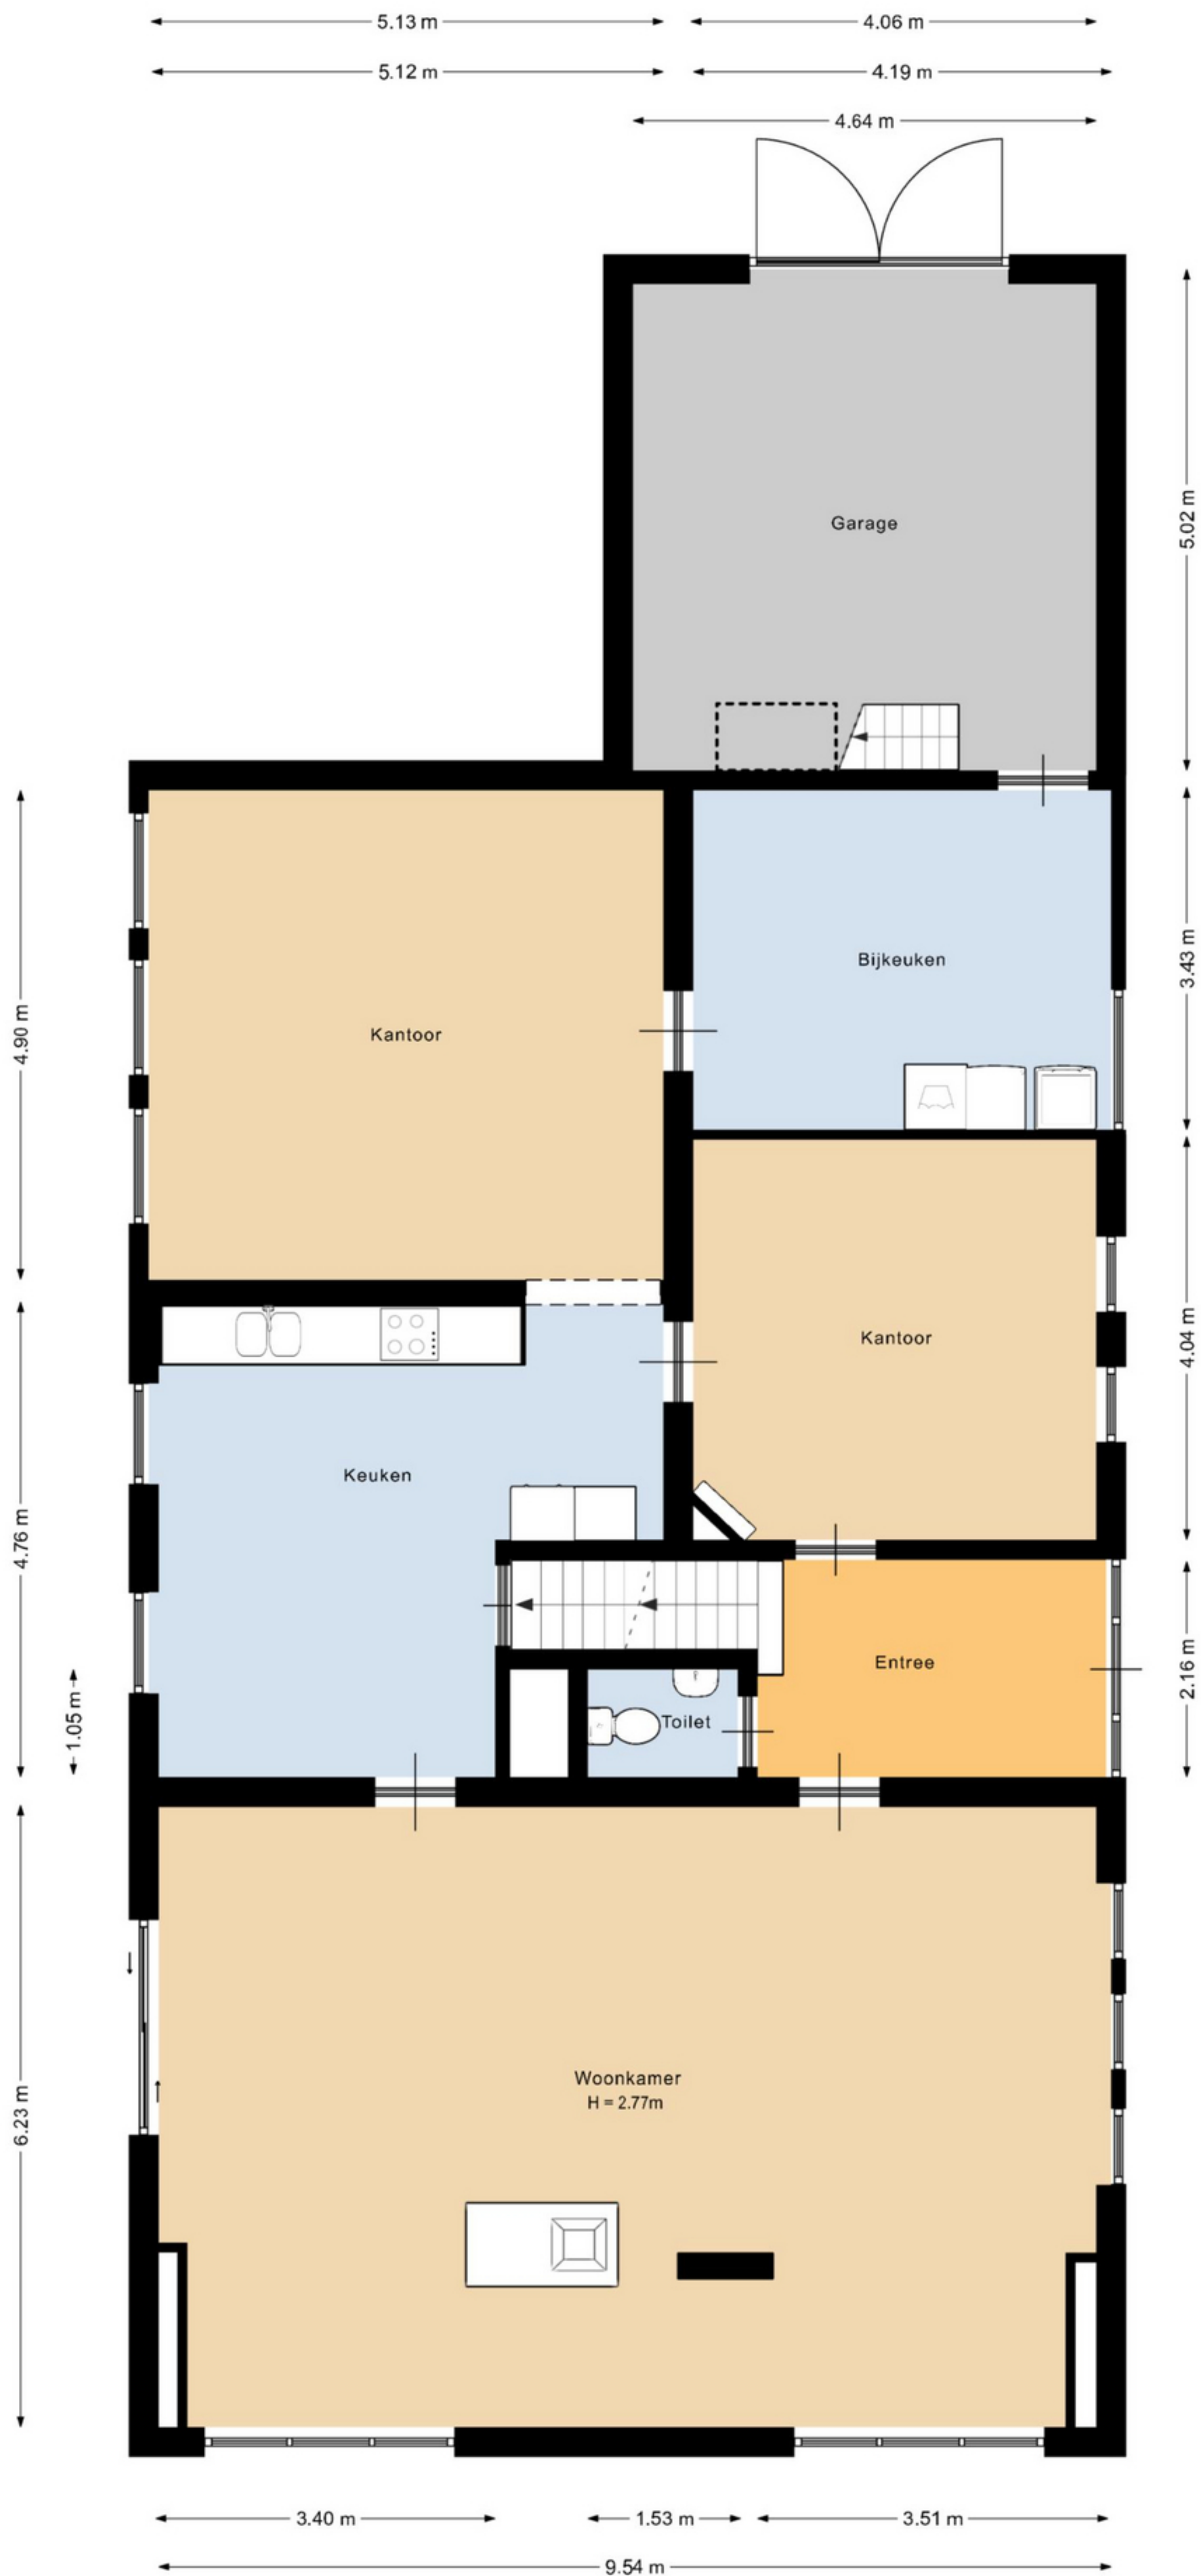 5.13 m
4.06 m
5.12 m
4.19 m
4.64 m
Garage
5.02 m
Bijkeuken
3.43 m
Kantoor
4.90 m
Kantoor
4.04 m
Keuken
4.76 m
Entree
2.16 m
Toilet
1.05 m
Woonkamer
H = 2.77m
6.23 m
3.40 m
1.53 m
3.51 m
9.54 m